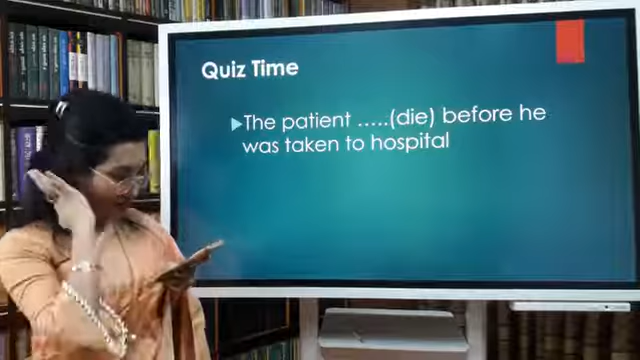 Quiz Time
The patient .....(die) before he
was taken to hospital